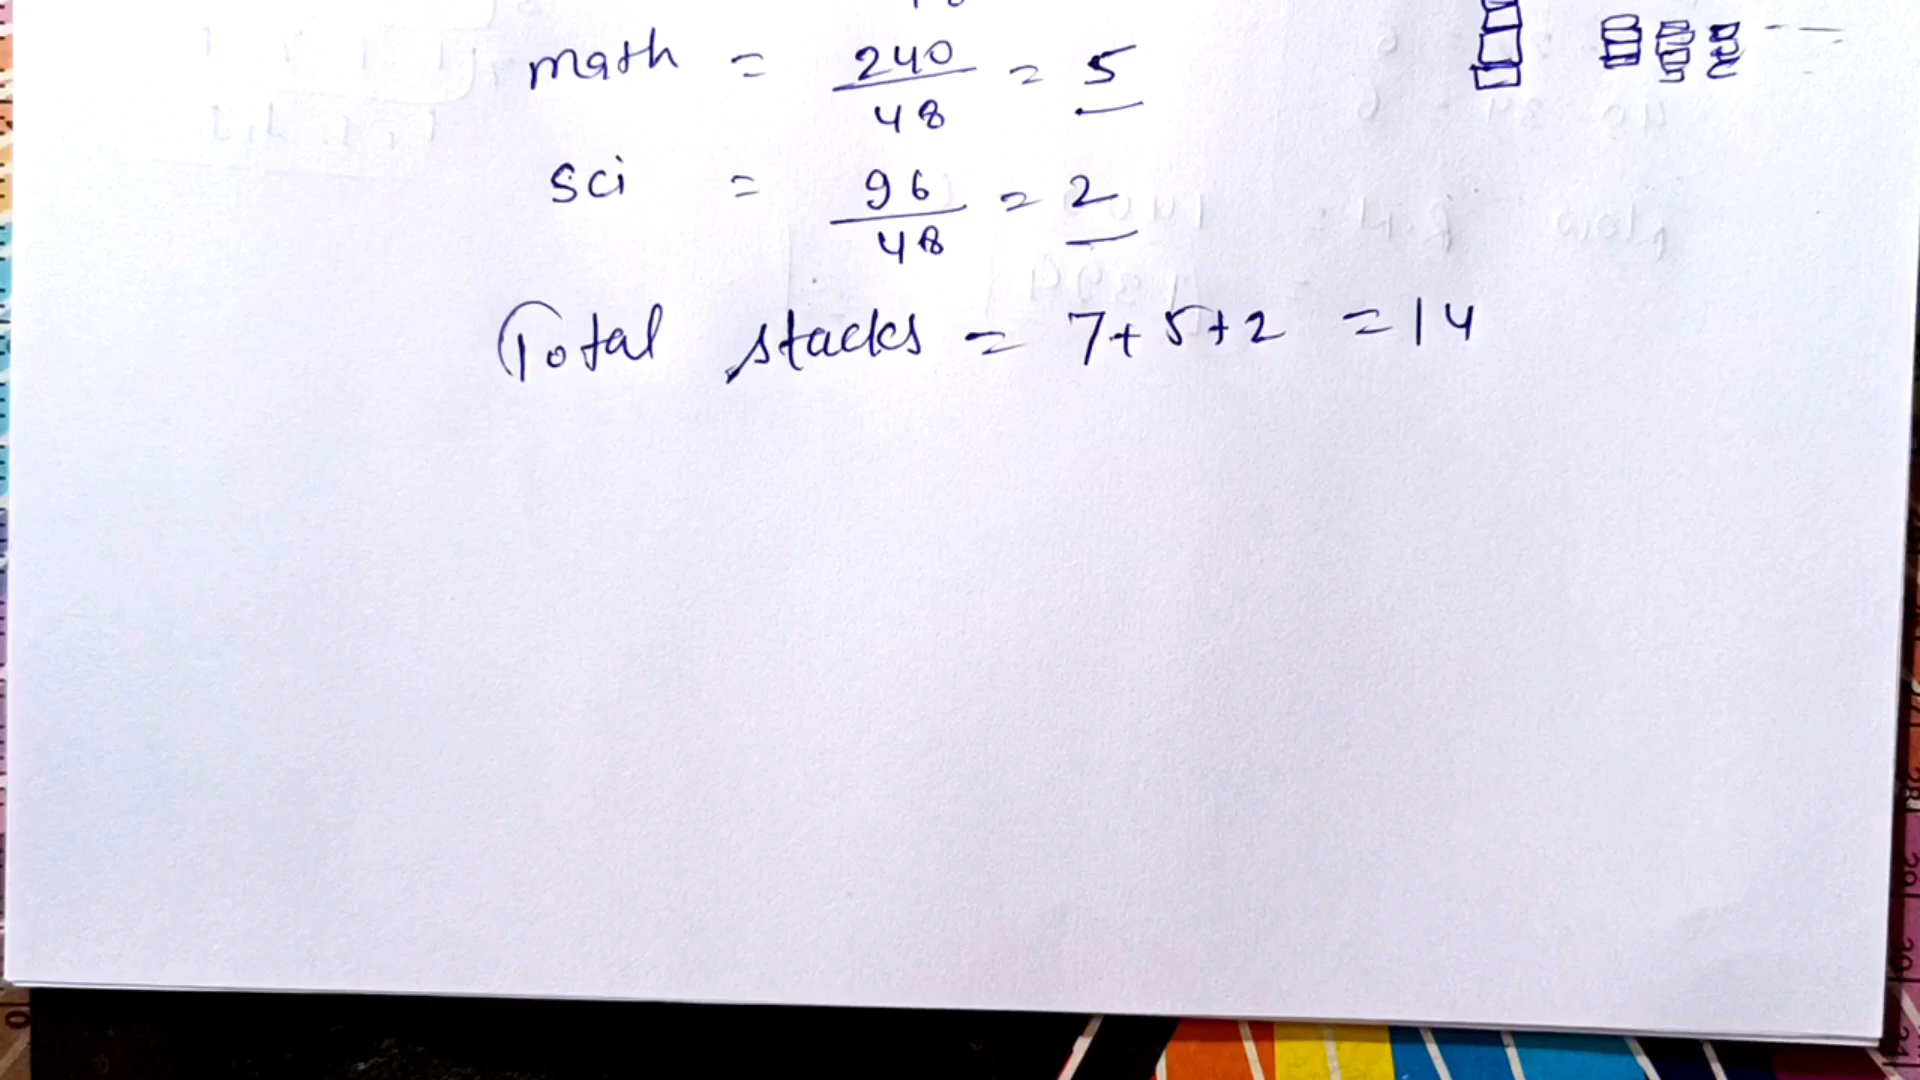 math = 240/48 = 5
sci = 96/48 = 2
Total stacks = 7+5+2 = 14